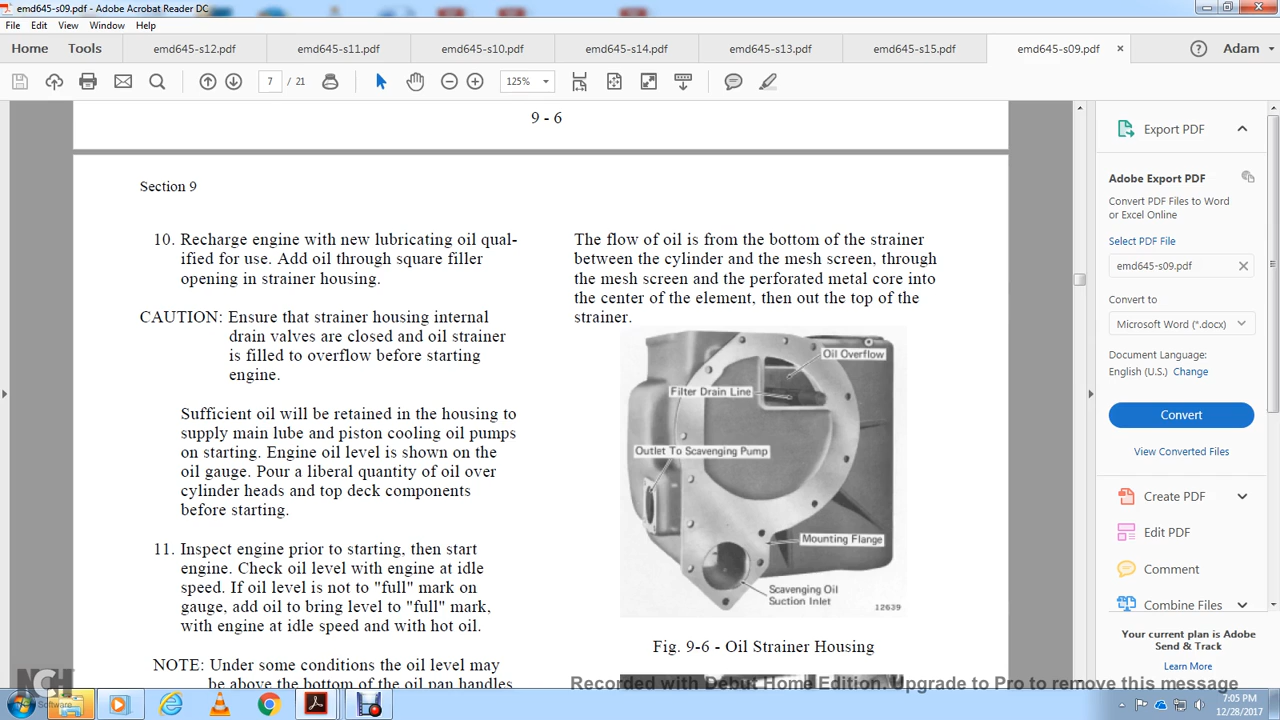 emd645-s09.pdf - Adobe Acrobat Reader DC
File Edit View Window Help
Home Tools emd645-s12.pdf emd645-s11.pdf emd645-s10.pdf emd645-s14.pdf emd645-s13.pdf emd645-s15.pdf emd645-s09.pdf × Adam
7 / 21 125%
9 - 6
Section 9
10. Recharge engine with new lubricating oil qual-
ified for use. Add oil through square filler
opening in strainer housing.
CAUTION: Ensure that strainer housing internal
drain valves are closed and oil strainer
is filled to overflow before starting
engine.
Sufficient oil will be retained in the housing to
supply main lube and piston cooling oil pumps
on starting. Engine oil level is shown on the
oil gauge. Pour a liberal quantity of oil over
cylinder heads and top deck components
before starting.
11. Inspect engine prior to starting, then start
engine. Check oil level with engine at idle
speed. If oil level is not to "full" mark on
gauge, add oil to bring level to "full" mark,
with engine at idle speed and with hot oil.
NOTE: Under some conditions the oil level may
be above the bottom of the oil pan handles
The flow of oil is from the bottom of the strainer
between the cylinder and the mesh screen, through
the mesh screen and the perforated metal core into
the center of the element, then out the top of the
strainer.
Oil Overflow
Filter Drain Line
Outlet To Scavenging Pump
Mounting Flange
Scavenging Oil
Suction Inlet
12639
Fig. 9-6 - Oil Strainer Housing
Export PDF
Adobe Export PDF
Convert PDF Files to Word
or Excel Online
Select PDF File
emd645-s09.pdf
Convert to
Microsoft Word (*.docx)
Document Language:
English (U.S.) Change
Convert
View Converted Files
Create PDF
Edit PDF
Comment
Combine Files
Your current plan is Adobe
Send & Track
Learn More
NCH
Software
Recorded with Debut Home Edition. Upgrade to Pro to remove this message
7:05 PM
12/28/2017